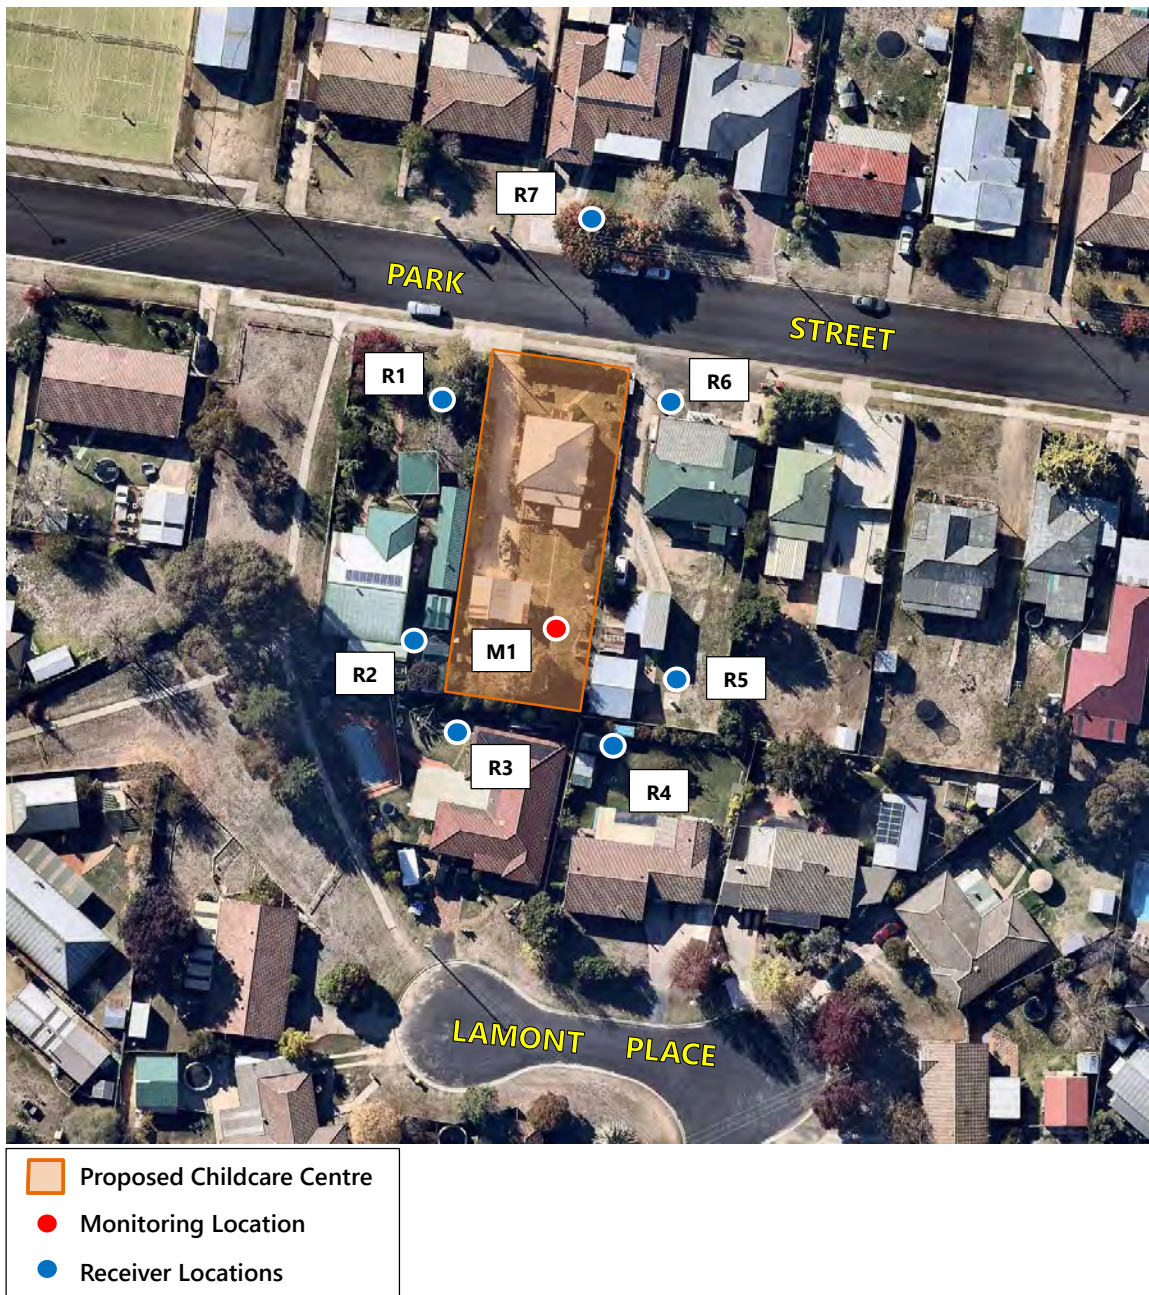 R7
PARK
STREET
R1
R6
M1
R2
R5
R3
R4
LAMONT PLACE
Proposed Childcare Centre
Monitoring Location
Receiver Locations